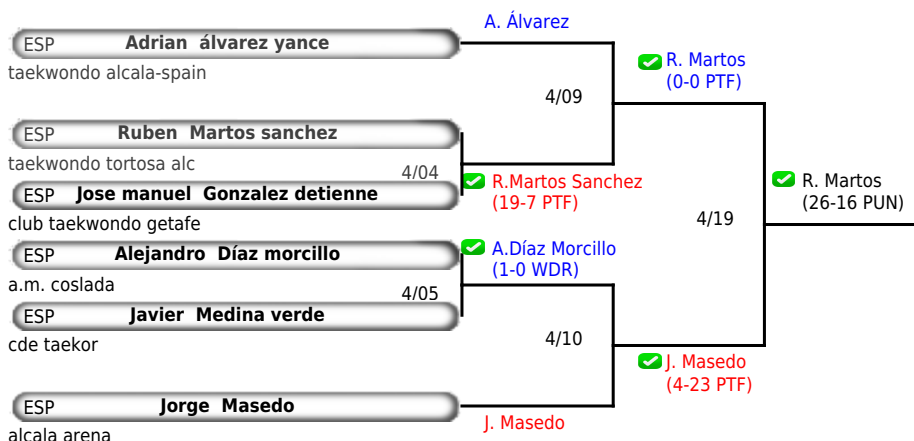 A. Álvarez
ESP Adrian álvarez yance
taekwondo alcala-spain
R. Martos
(0-0 PTF)
4/09
ESP Ruben Martos sanchez
taekwondo tortosa alc
4/04
ESP Jose manuel Gonzalez detienne
club taekwondo getafe
R.Martos Sanchez
(19-7 PTF)
R. Martos
(26-16 PUN)
4/19
ESP Alejandro Díaz morcillo
a.m. coslada
A.Díaz Morcillo
(1-0 WDR)
4/05
ESP Javier Medina verde
cde taekor
4/10
J. Masedo
(4-23 PTF)
ESP Jorge Masedo
alcala arena
J. Masedo